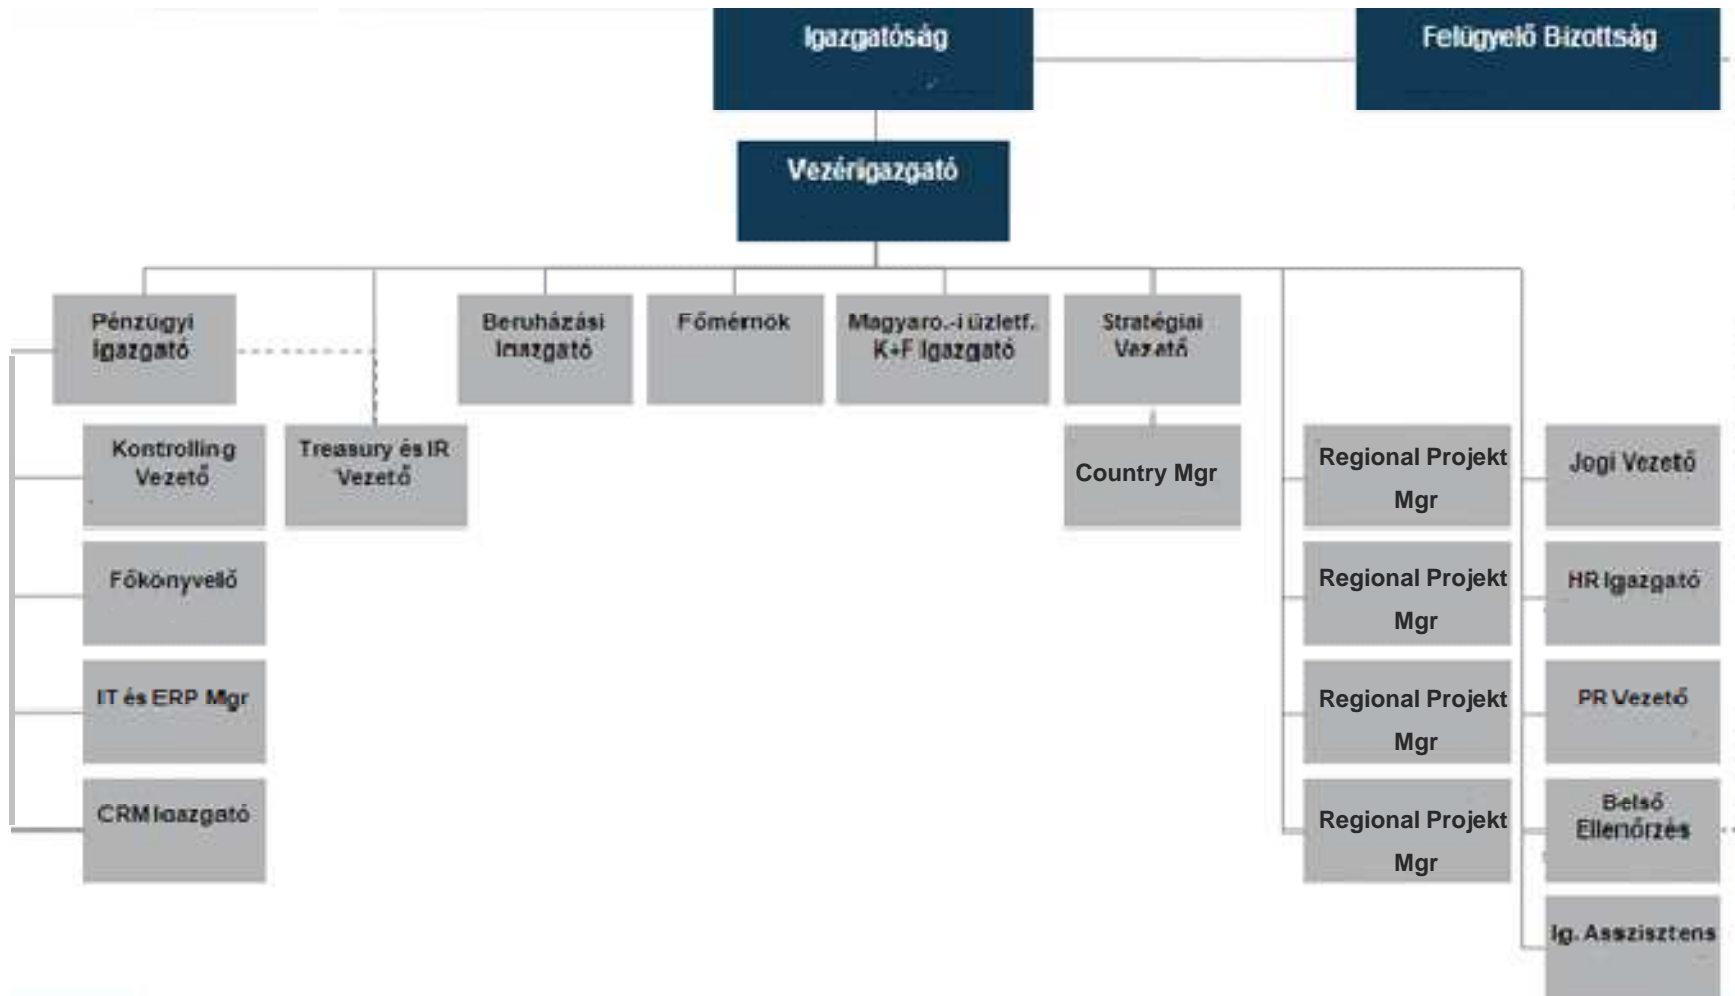 Igazgatóság
Felügyelő Bizottság
Vezérigazgató
Pénzügyi
Igazgató
Beruházási
Igazgató
Főmérnök
Magyaro.-i üzletf.
K+F Igazgató
Stratégiai
Vezető
Kontrolling
Vezető
Treasury és IR
Vezető
Country Mgr
Regional Projekt
Mgr
Jogi Vezető
Főkönyvelő
Regional Projekt
Mgr
HR Igazgató
IT és ERP Mgr
Regional Projekt
Mgr
PR Vezető
CRM Igazgató
Regional Projekt
Mgr
Belső
Ellenőrzés
Ig. Asszisztens